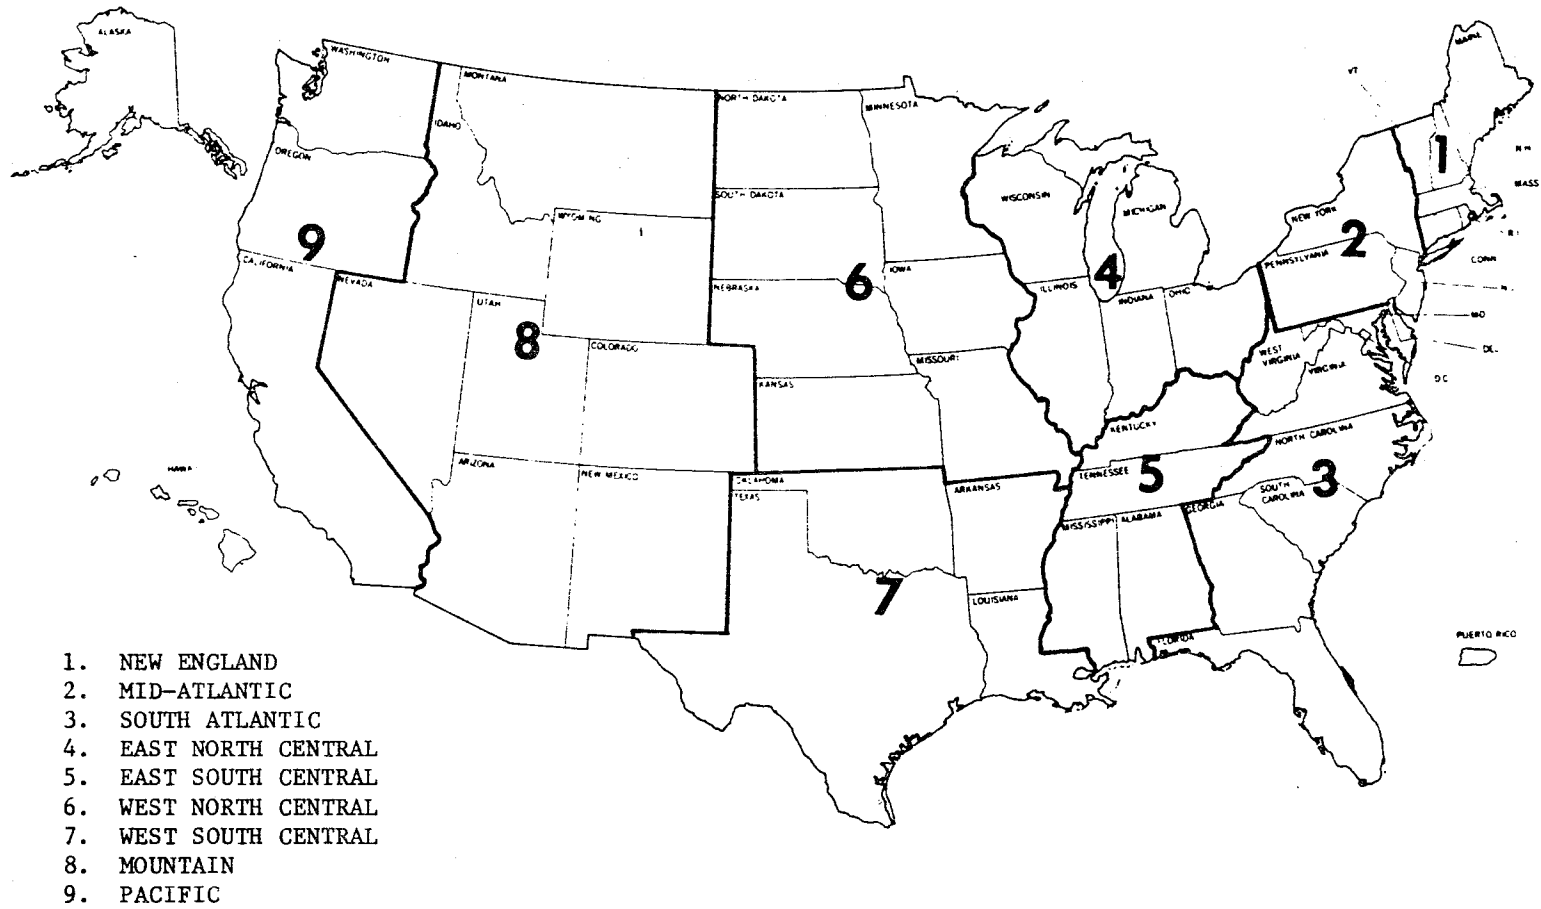 ALASKA
WASHINGTON
MONTANA
IDAHO
OREGON
NORTH DAKOTA
MINNESOTA
MAINE
VT
1
N H
MASS
R I
CONN
SOUTH DAKOTA
WYOMING
WISCONSIN
MICHIGAN
NEW YORK
2
PENNSYLVANIA
9
CALIFORNIA
NEVADA
UTAH
8
COLORADO
NEBRASKA
6
IOWA
4
ILLINOIS
INDIANA
OHIO
MD
DE.
D C
WEST
VIRGINIA
VIRGINIA
KANSAS
MISSOURI
KENTUCKY
NORTH CAROLINA
TENNESSEE
5
3
SOUTH
CAROLINA
ARIZONA
NEW MEXICO
OKLAHOMA
TEXAS
ARKANSAS
MISSISSIPPI
ALABAMA
GEORGIA
HAWAI
7
LOUISIANA
FLORIDA
PUERTO RICO
1. NEW ENGLAND
2. MID-ATLANTIC
3. SOUTH ATLANTIC
4. EAST NORTH CENTRAL
5. EAST SOUTH CENTRAL
6. WEST NORTH CENTRAL
7. WEST SOUTH CENTRAL
8. MOUNTAIN
9. PACIFIC